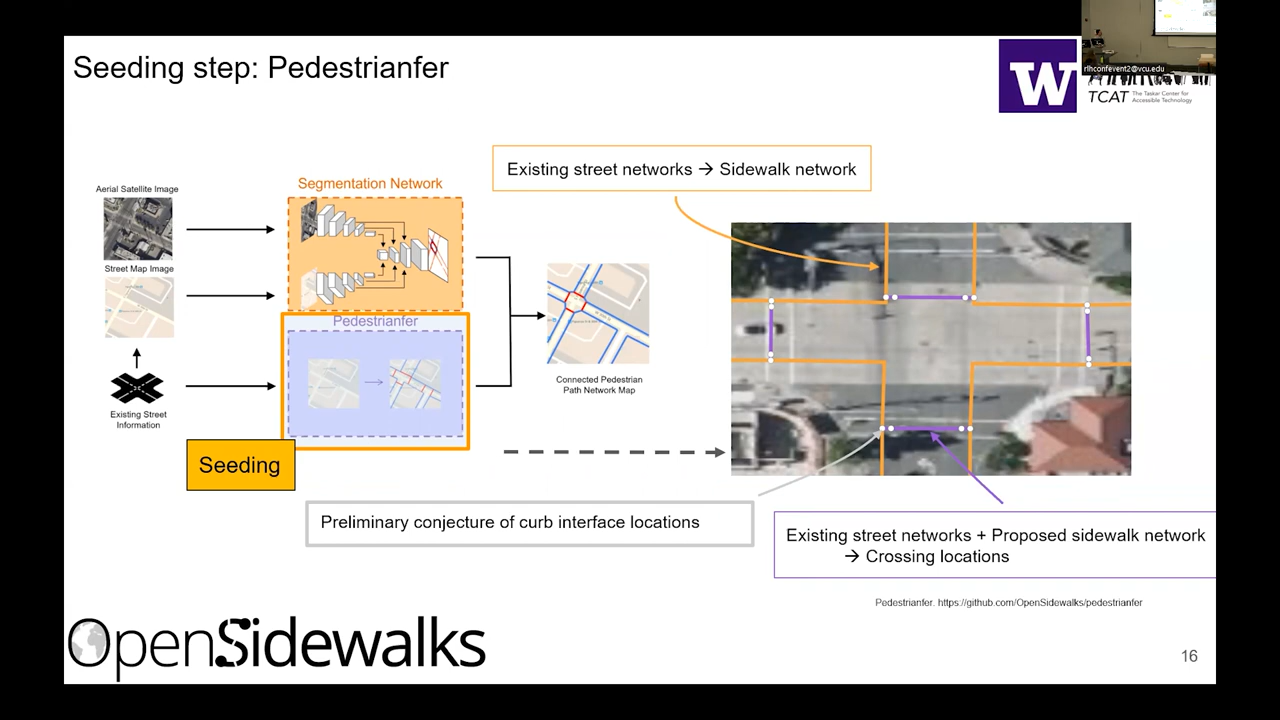 Seeding step: Pedestrianfer
W
rlhconfevent2@vcu.edu
TCAT
The Taskar Center for
Accessible Technology
Existing street networks → Sidewalk network
Aerial Satellite Image
Segmentation Network
Street Map Image
Pedestrianfer
Existing Street
Information
Connected Pedestrian
Path Network Map
Seeding
Preliminary conjecture of curb interface locations
Existing street networks + Proposed sidewalk network
→ Crossing locations
Pedestrianfer. https://github.com/OpenSidewalks/pedestrianfer
OpenSidewalks
16